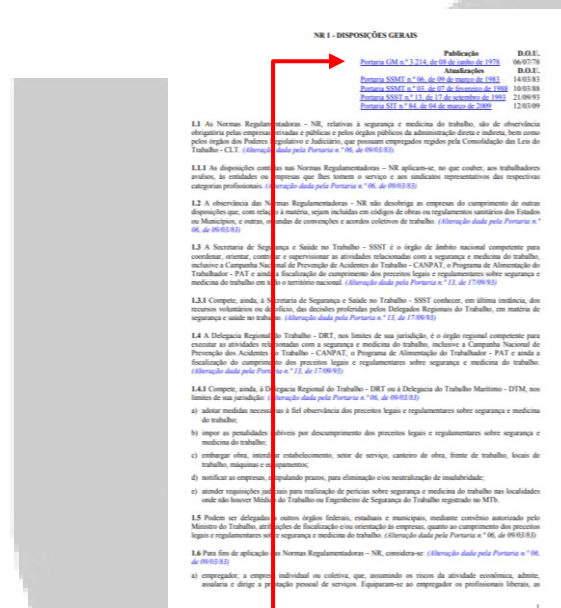 NR 1 - DISPOSIÇÕES GERAIS
Publicação D.O.U.
Portaria GM n.º 3.214, de 08 de junho de 1978 06/07/78
Atualizações D.O.U.
Portaria SSMT n.º 06, de 09 de março de 1983 14/03/83
Portaria SSMT n.º 03, de 07 de fevereiro de 1988 10/03/88
Portaria SSST n.º 13, de 17 de setembro de 1993 21/09/93
Portaria SIT n.º 84, de 04 de março de 2009 12/03/09
1.1 As Normas Regulamentadoras - NR, relativas à segurança e medicina do trabalho, são de observância
obrigatória pelas empresas privadas e públicas e pelos órgãos públicos da administração direta e indireta, bem como
pelos órgãos dos Poderes Legislativo e Judiciário, que possuam empregados regidos pela Consolidação das Leis do
Trabalho - CLT. (Alteração dada pela Portaria n.º 06, de 09/03/83)
1.1.1 As disposições contidas nas Normas Regulamentadoras – NR aplicam-se, no que couber, aos trabalhadores
avulsos, às entidades ou empresas que lhes tomem o serviço e aos sindicatos representativos das respectivas
categorias profissionais. (Alteração dada pela Portaria n.º 06, de 09/03/83)
1.2 A observância das Normas Regulamentadoras - NR não desobriga as empresas do cumprimento de outras
disposições que, com relação à matéria, sejam incluídas em códigos de obras ou regulamentos sanitários dos Estados
ou Municípios, e outras, oriundas de convenções e acordos coletivos de trabalho. (Alteração dada pela Portaria n.º
06, de 09/03/83)
1.3 A Secretaria de Segurança e Saúde no Trabalho - SSST é o órgão de âmbito nacional competente para
coordenar, orientar, controlar e supervisionar as atividades relacionadas com a segurança e medicina do trabalho,
inclusive a Campanha Nacional de Prevenção de Acidentes do Trabalho - CANPAT, o Programa de Alimentação do
Trabalhador - PAT e ainda a fiscalização do cumprimento dos preceitos legais e regulamentares sobre segurança e
medicina do trabalho em todo o território nacional. (Alteração dada pela Portaria n.º 13, de 17/09/93)
1.3.1 Compete, ainda, à Secretaria de Segurança e Saúde no Trabalho - SSST conhecer, em última instância, dos
recursos voluntários ou de ofício, das decisões proferidas pelos Delegados Regionais do Trabalho, em matéria de
segurança e saúde no trabalho. (Alteração dada pela Portaria n.º 13, de 17/09/93)
1.4 A Delegacia Regional do Trabalho - DRT, nos limites de sua jurisdição, é o órgão regional competente para
executar as atividades relacionadas com a segurança e medicina do trabalho, inclusive a Campanha Nacional de
Prevenção dos Acidentes do Trabalho - CANPAT, o Programa de Alimentação do Trabalhador - PAT e ainda a
fiscalização do cumprimento dos preceitos legais e regulamentares sobre segurança e medicina do trabalho.
(Alteração dada pela Portaria n.º 13, de 17/09/93)
1.4.1 Compete, ainda, à Delegacia Regional do Trabalho - DRT ou à Delegacia do Trabalho Marítimo - DTM, nos
limites de sua jurisdição: (Alteração dada pela Portaria n.º 06, de 09/03/83)
a) adotar medidas necessárias à fiel observância dos preceitos legais e regulamentares sobre segurança e medicina
do trabalho;
b) impor as penalidades cabíveis por descumprimento dos preceitos legais e regulamentares sobre segurança e
medicina do trabalho;
c) embargar obra, interditar estabelecimento, setor de serviço, canteiro de obra, frente de trabalho, locais de
trabalho, máquinas e equipamentos;
d) notificar as empresas, estipulando prazos, para eliminação e/ou neutralização de insalubridade;
e) atender requisições judiciais para realização de perícias sobre segurança e medicina do trabalho nas localidades
onde não houver Médico do Trabalho ou Engenheiro de Segurança do Trabalho registrado no MTb.
1.5 Podem ser delegadas a outros órgãos federais, estaduais e municipais, mediante convênio autorizado pelo
Ministro do Trabalho, atribuições de fiscalização e/ou orientação às empresas, quanto ao cumprimento dos preceitos
legais e regulamentares sobre segurança e medicina do trabalho. (Alteração dada pela Portaria n.º 06, de 09/03/83)
1.6 Para fins de aplicação das Normas Regulamentadoras – NR, considera-se: (Alteração dada pela Portaria n.º 06,
de 09/03/83)
a) empregador, a empresa individual ou coletiva, que, assumindo os riscos da atividade econômica, admite,
assalaria e dirige a prestação pessoal de serviços. Equiparam-se ao empregador os profissionais liberais, as
1